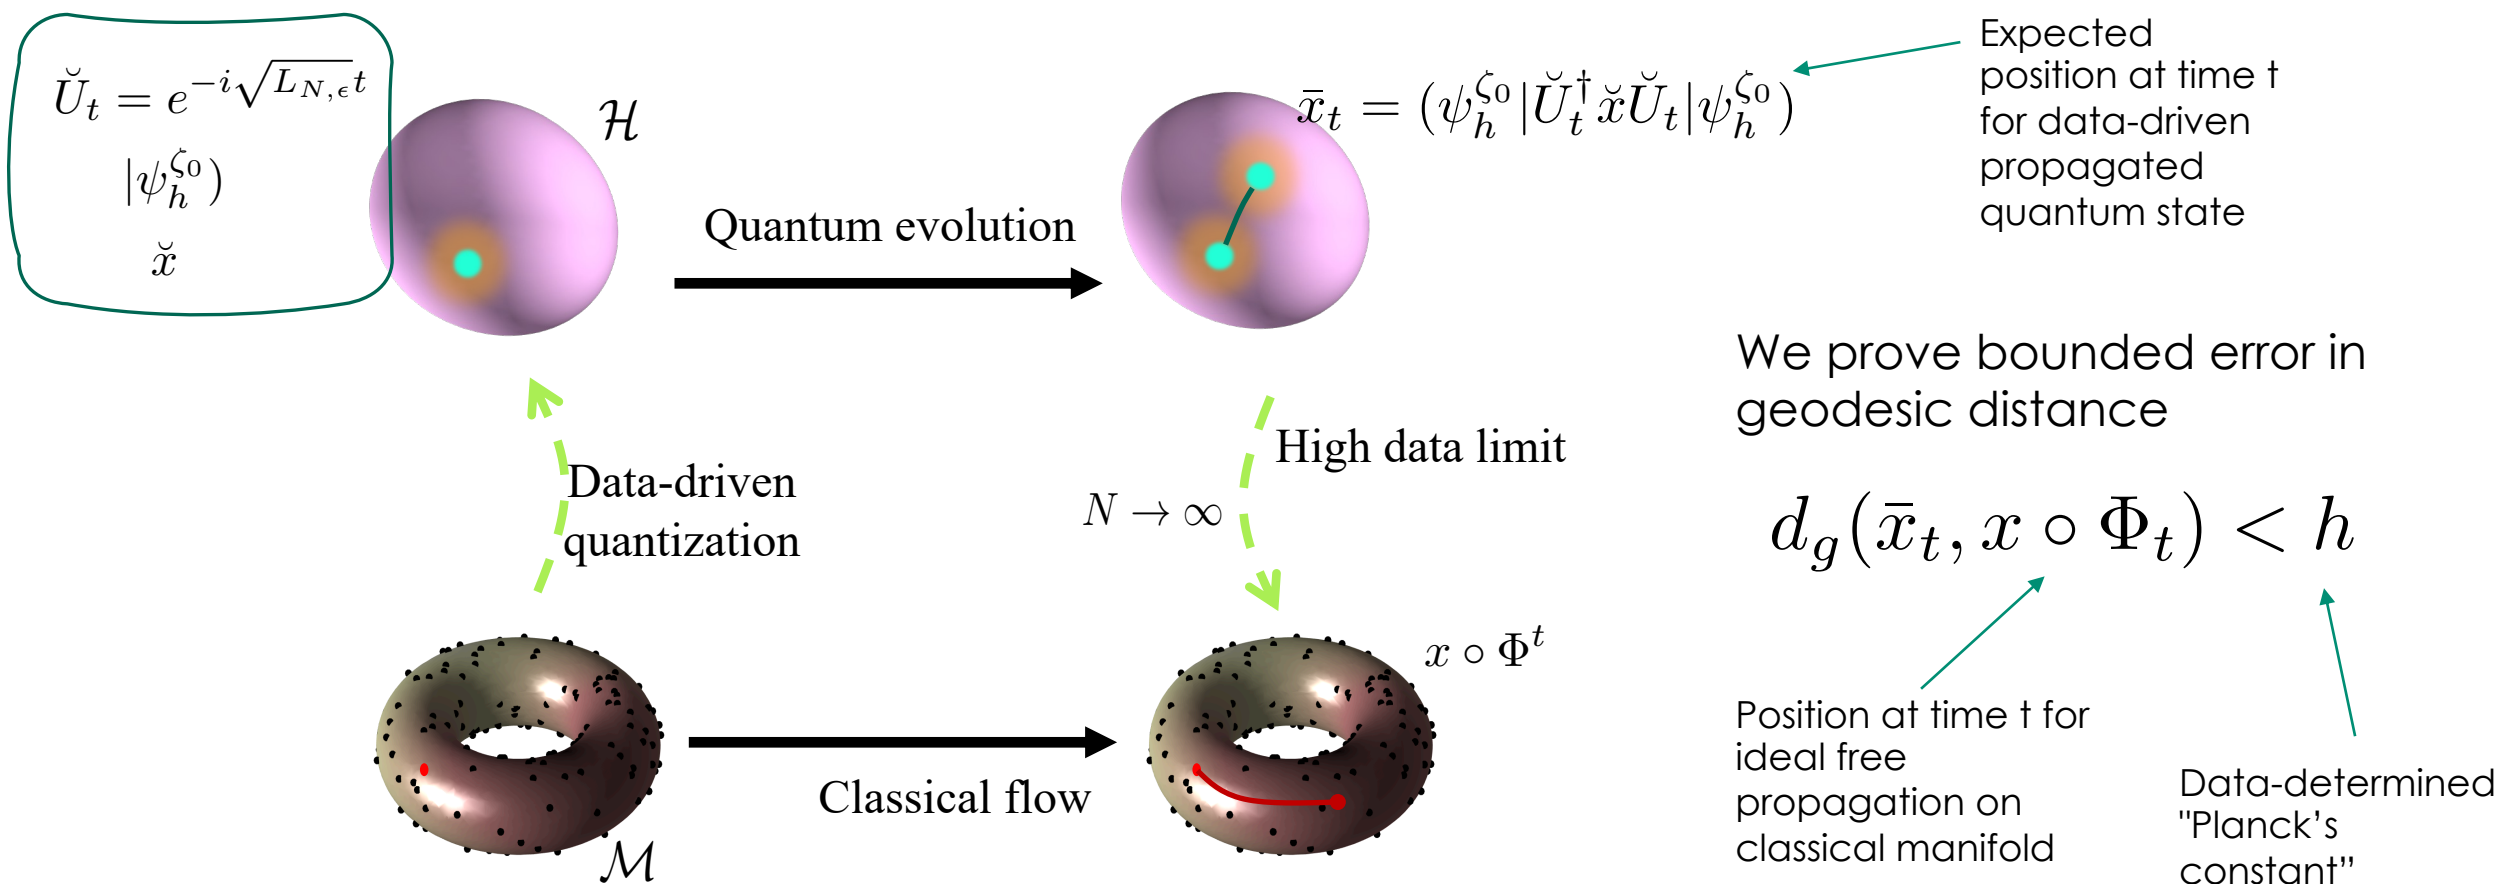 Ŭ_t = e^{-i√(L_{N,ϵ})t}
|ψ_h^{ζ_0})
x̆
ℋ
Quantum evolution
x̄_t = (ψ_h^{ζ_0}|Ŭ_t^† x̆ Ŭ_t|ψ_h^{ζ_0})
Expected
position at time t
for data-driven
propagated
quantum state
We prove bounded error in
geodesic distance
d_g(x̄_t, x ∘ Φ_t) < h
Data-driven
quantization
High data limit
N → ∞
x ∘ Φ^t
Classical flow
ℳ
Position at time t for
ideal free
propagation on
classical manifold
Data-determined
"Planck’s
constant”